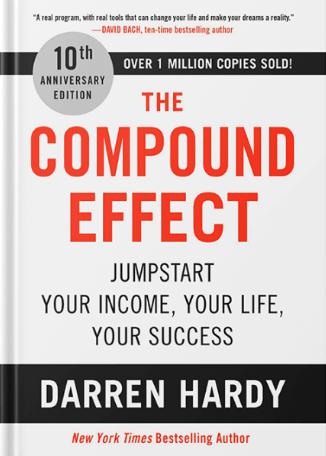 "A real program, with real tools that can change your life and make your dreams a reality."
—DAVID BACH, ten-time bestselling author
10th
ANNIVERSARY
EDITION
OVER 1 MILLION COPIES SOLD!
THE
COMPOUND
EFFECT
JUMPSTART
YOUR INCOME, YOUR LIFE,
YOUR SUCCESS
DARREN HARDY
New York Times Bestselling Author